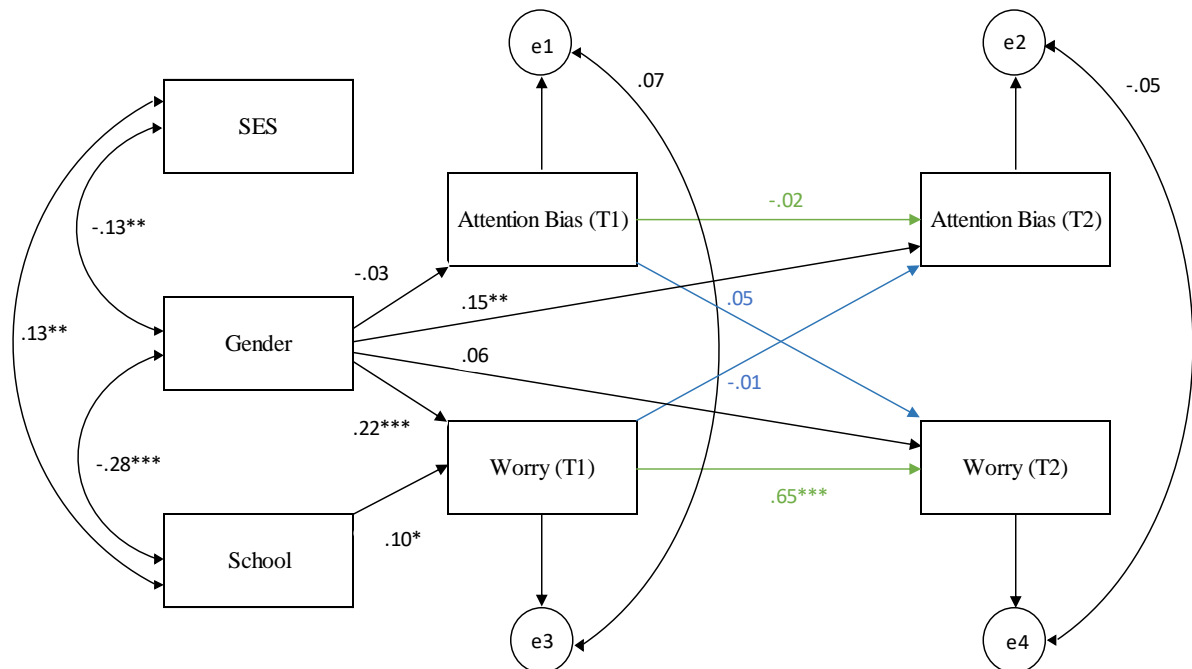 e1
e2
.07
-.05
SES
Attention Bias (T1)
-.02
Attention Bias (T2)
-.13**
-.03
.15**
.05
.13**
Gender
.06
-.01
.22***
-.28***
Worry (T1)
Worry (T2)
.65***
.10*
School
e3
e4